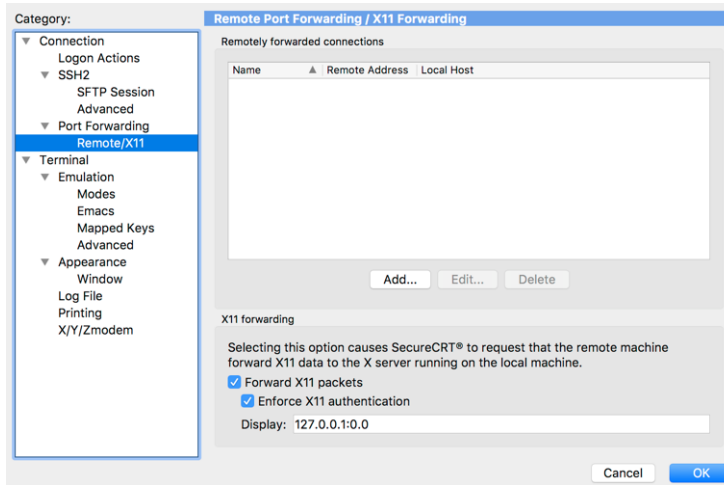 Category:
Connection
Logon Actions
SSH2
SFTP Session
Advanced
Port Forwarding
Remote/X11
Terminal
Emulation
Modes
Emacs
Mapped Keys
Advanced
Appearance
Window
Log File
Printing
X/Y/Zmodem
Remote Port Forwarding / X11 Forwarding
Remotely forwarded connections
Name Remote Address Local Host
Add... Edit... Delete
X11 forwarding
Selecting this option causes SecureCRT® to request that the remote machine
forward X11 data to the X server running on the local machine.
Forward X11 packets
Enforce X11 authentication
Display: 127.0.0.1:0.0
Cancel OK